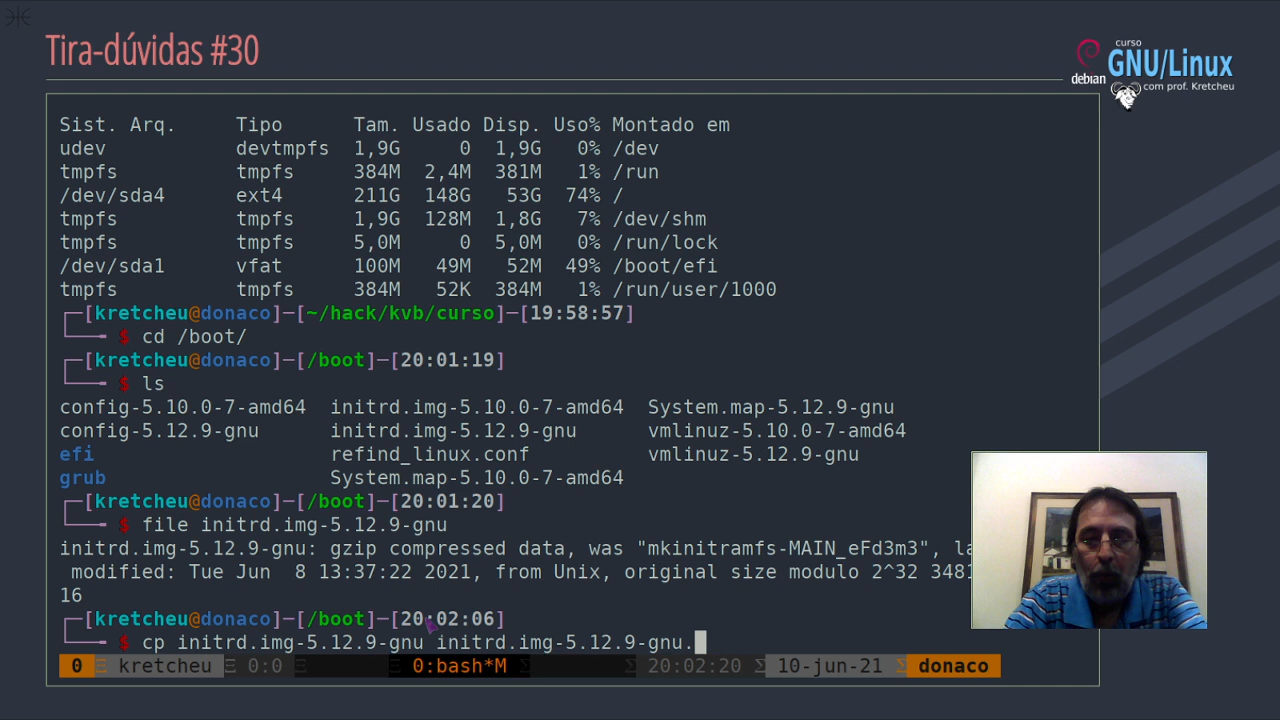 Tira-dúvidas #30
curso
GNU/Linux
debian
com prof. Kretcheu
Sist. Arq. Tipo Tam. Usado Disp. Uso% Montado em
udev devtmpfs 1,9G 0 1,9G 0% /dev
tmpfs tmpfs 384M 2,4M 381M 1% /run
/dev/sda4 ext4 211G 148G 53G 74% /
tmpfs tmpfs 1,9G 128M 1,8G 7% /dev/shm
tmpfs tmpfs 5,0M 0 5,0M 0% /run/lock
/dev/sda1 vfat 100M 49M 52M 49% /boot/efi
tmpfs tmpfs 384M 52K 384M 1% /run/user/1000
┌─[kretcheu@donaco]─[~/hack/kvb/curso]─[19:58:57]
└──╼ $ cd /boot/
┌─[kretcheu@donaco]─[/boot]─[20:01:19]
└──╼ $ ls
config-5.10.0-7-amd64 initrd.img-5.10.0-7-amd64 System.map-5.12.9-gnu
config-5.12.9-gnu initrd.img-5.12.9-gnu vmlinuz-5.10.0-7-amd64
efi refind_linux.conf vmlinuz-5.12.9-gnu
grub System.map-5.10.0-7-amd64
┌─[kretcheu@donaco]─[/boot]─[20:01:20]
└──╼ $ file initrd.img-5.12.9-gnu
initrd.img-5.12.9-gnu: gzip compressed data, was "mkinitramfs-MAIN_eFd3m3", la
modified: Tue Jun 8 13:37:22 2021, from Unix, original size modulo 2^32 3481
16
┌─[kretcheu@donaco]─[/boot]─[20:02:06]
└──╼ $ cp initrd.img-5.12.9-gnu initrd.img-5.12.9-gnu.
0 kretcheu 0:0 0:bash*M 20:02:20 10-jun-21 donaco